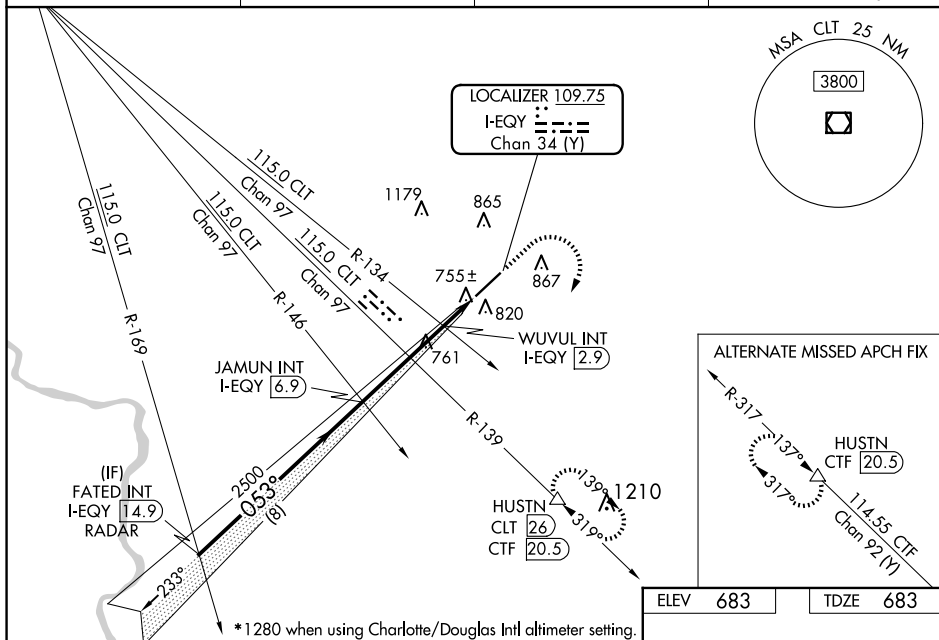 MSA CLT 25 NM
3800
LOCALIZER 109.75
I-EQY
Chan 34 (Y)
115.0 CLT
Chan 97
R-134
115.0 CLT
Chan 97
R-139
115.0 CLT
Chan 97
R-146
115.0 CLT
Chan 97
R-169
1179
865
867
755±
820
761
WUVUL INT
I-EQY 2.9
JAMUN INT
I-EQY 6.9
(IF)
FATED INT
I-EQY 14.9
RADAR
2500
053°
(8)
233°
HUSTN
CLT 26
CTF 20.5
139°
319°
1210
ALTERNATE MISSED APCH FIX
R-317
137°
317°
HUSTN
CTF 20.5
114.55 CTF
Chan 92 (Y)
*1280 when using Charlotte/Douglas Intl altimeter setting.
ELEV 683
TDZE 683